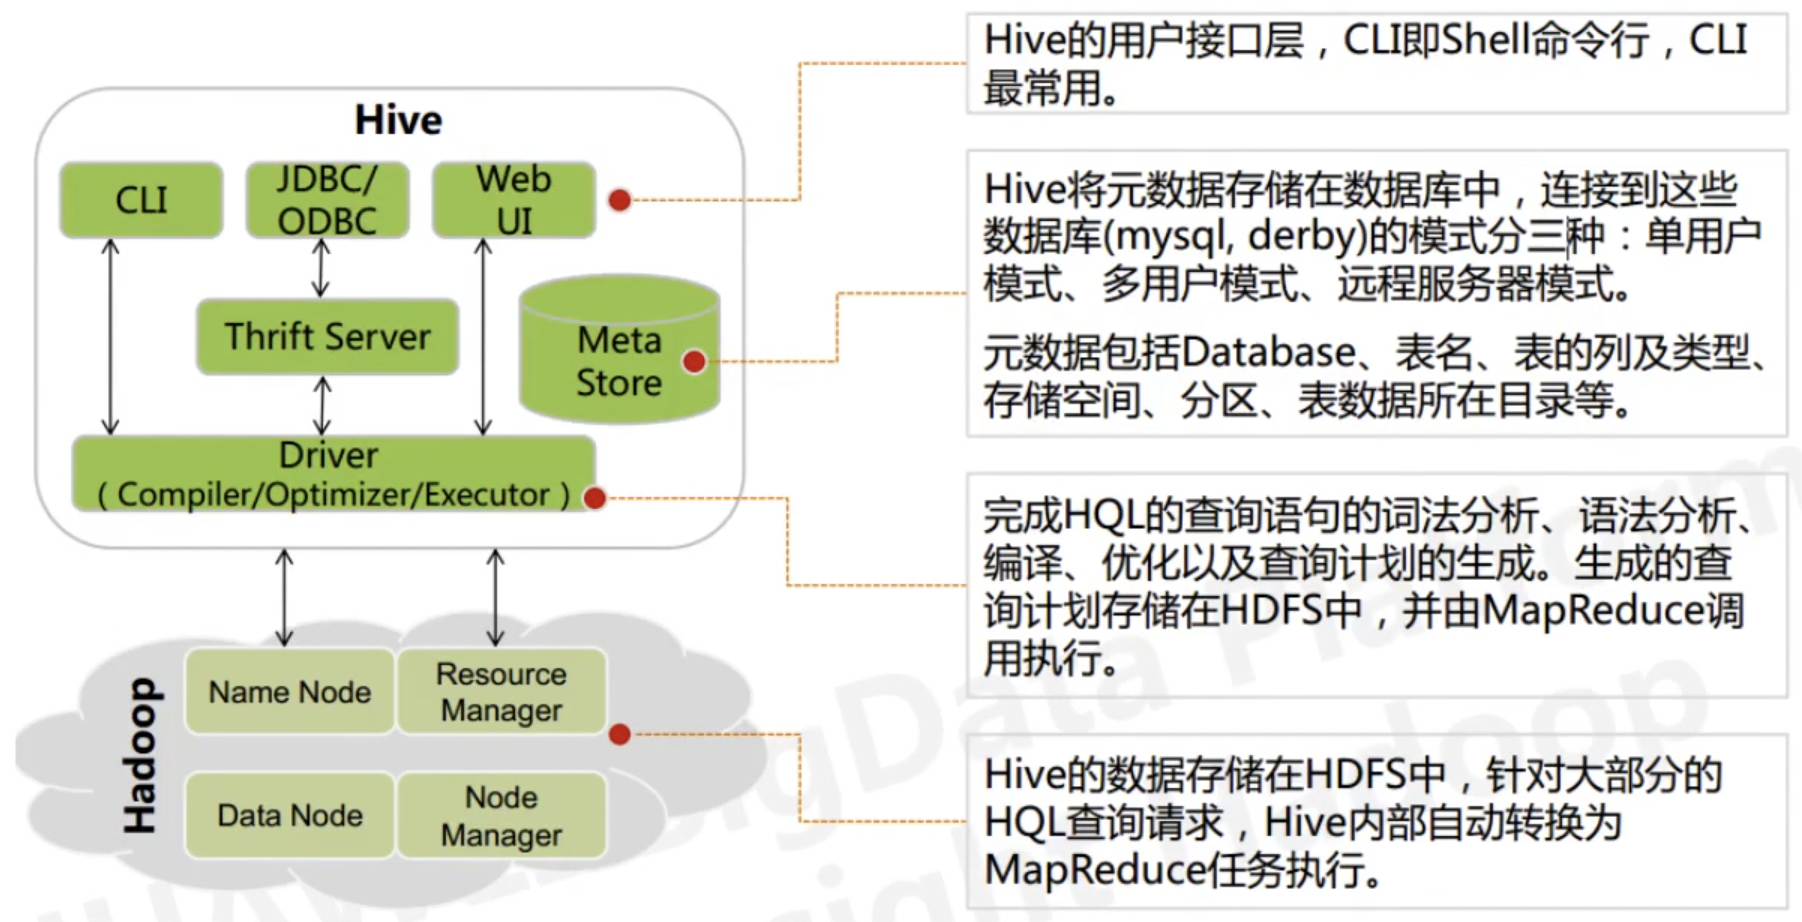 Hive
CLI
JDBC/
ODBC
Web
UI
Thrift Server
Meta
Store
Driver
( Compiler/Optimizer/Executor )
Hadoop
Name Node
Resource
Manager
Data Node
Node
Manager
Hive的用户接口层，CLI即Shell命令行，CLI
最常用。
Hive将元数据存储在数据库中，连接到这些
数据库(mysql, derby)的模式分三种：单用户
模式、多用户模式、远程服务器模式。
元数据包括Database、表名、表的列及类型、
存储空间、分区、表数据所在目录等。
完成HQL的查询语句的词法分析、语法分析、
编译、优化以及查询计划的生成。生成的查
询计划存储在HDFS中，并由MapReduce调
用执行。
Hive的数据存储在HDFS中，针对大部分的
HQL查询请求，Hive内部自动转换为
MapReduce任务执行。